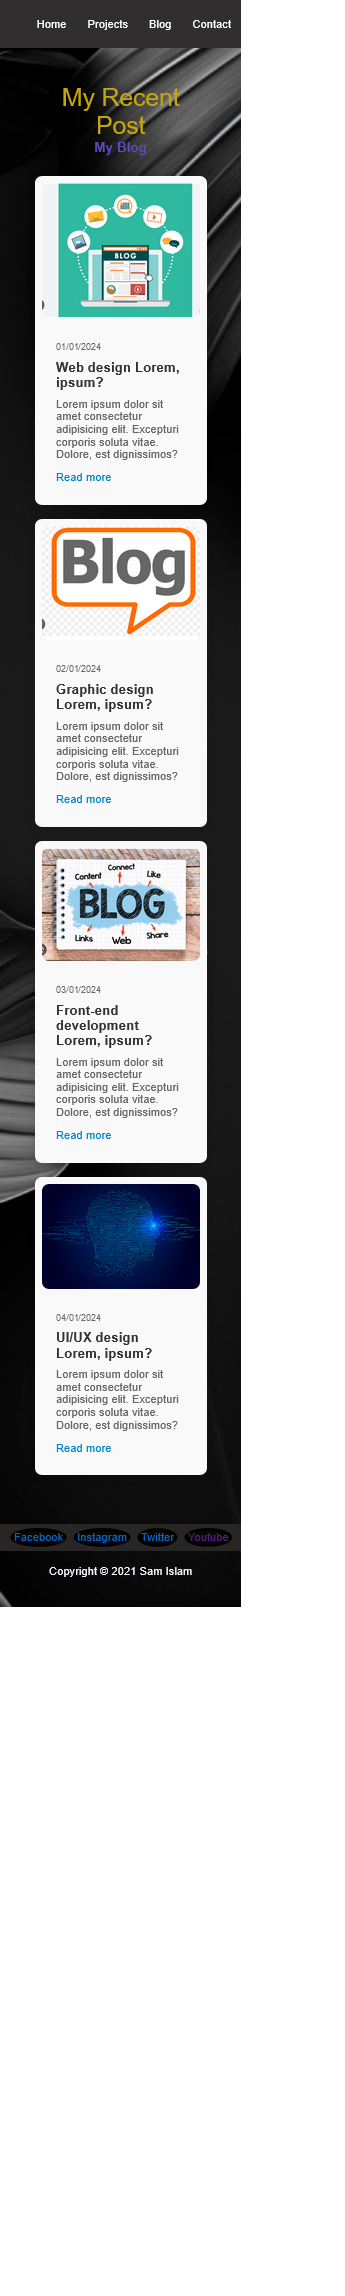 Home Projects Blog Contact
My Recent
Post
My Blog
BLOG
01/01/2024
Web design Lorem,
ipsum?
Lorem ipsum dolor sit
amet consectetur
adipisicing elit. Excepturi
corporis soluta vitae.
Dolore, est dignissimos?
Read more
Blog
02/01/2024
Graphic design
Lorem, ipsum?
Lorem ipsum dolor sit
amet consectetur
adipisicing elit. Excepturi
corporis soluta vitae.
Dolore, est dignissimos?
Read more
Content Connect Like
BLOG
Links Web Share
03/01/2024
Front-end
development
Lorem, ipsum?
Lorem ipsum dolor sit
amet consectetur
adipisicing elit. Excepturi
corporis soluta vitae.
Dolore, est dignissimos?
Read more
04/01/2024
UI/UX design
Lorem, ipsum?
Lorem ipsum dolor sit
amet consectetur
adipisicing elit. Excepturi
corporis soluta vitae.
Dolore, est dignissimos?
Read more
Facebook Instagram Twitter Youtube
Copyright © 2021 Sam Islam